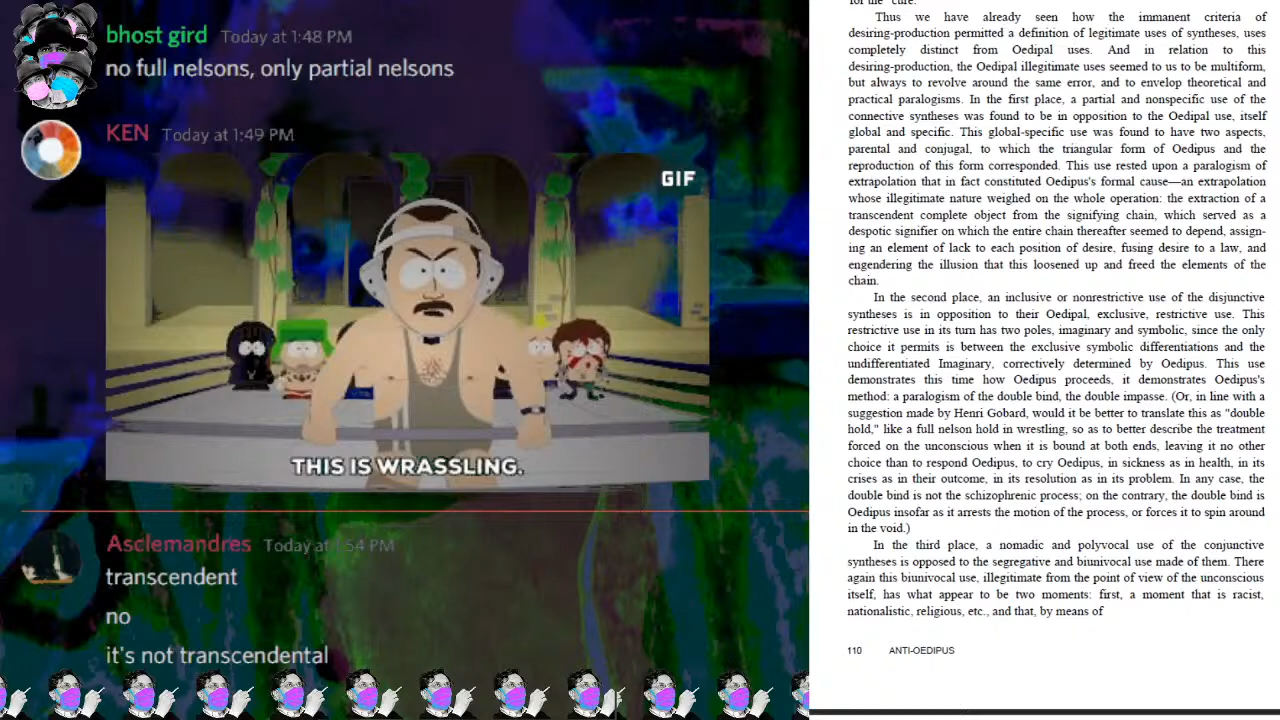 bhost gird Today at 1:48 PM
no full nelsons, only partial nelsons
KEN Today at 1:49 PM
GIF
THIS IS WRASSLING.
Asclemandres Today at 1:54 PM
transcendent
no
it's not transcendental
for the "cure."
Thus we have already seen how the immanent criteria of
desiring-production permitted a definition of legitimate uses of syntheses, uses
completely distinct from Oedipal uses. And in relation to this
desiring-production, the Oedipal illegitimate uses seemed to us to be multiform,
but always to revolve around the same error, and to envelop theoretical and
practical paralogisms. In the first place, a partial and nonspecific use of the
connective syntheses was found to be in opposition to the Oedipal use, itself
global and specific. This global-specific use was found to have two aspects,
parental and conjugal, to which the triangular form of Oedipus and the
reproduction of this form corresponded. This use rested upon a paralogism of
extrapolation that in fact constituted Oedipus's formal cause—an extrapolation
whose illegitimate nature weighed on the whole operation: the extraction of a
transcendent complete object from the signifying chain, which served as a
despotic signifier on which the entire chain thereafter seemed to depend, assign-
ing an element of lack to each position of desire, fusing desire to a law, and
engendering the illusion that this loosened up and freed the elements of the
chain.
In the second place, an inclusive or nonrestrictive use of the disjunctive
syntheses is in opposition to their Oedipal, exclusive, restrictive use. This
restrictive use in its turn has two poles, imaginary and symbolic, since the only
choice it permits is between the exclusive symbolic differentiations and the
undifferentiated Imaginary, correctively determined by Oedipus. This use
demonstrates this time how Oedipus proceeds, it demonstrates Oedipus's
method: a paralogism of the double bind, the double impasse. (Or, in line with a
suggestion made by Henri Gobard, would it be better to translate this as "double
hold," like a full nelson hold in wrestling, so as to better describe the treatment
forced on the unconscious when it is bound at both ends, leaving it no other
choice than to respond Oedipus, to cry Oedipus, in sickness as in health, in its
crises as in their outcome, in its resolution as in its problem. In any case, the
double bind is not the schizophrenic process; on the contrary, the double bind is
Oedipus insofar as it arrests the motion of the process, or forces it to spin around
in the void.)
In the third place, a nomadic and polyvocal use of the conjunctive
syntheses is opposed to the segregative and biunivocal use made of them. There
again this biunivocal use, illegitimate from the point of view of the unconscious
itself, has what appear to be two moments: first, a moment that is racist,
nationalistic, religious, etc., and that, by means of
110 ANTI-OEDIPUS